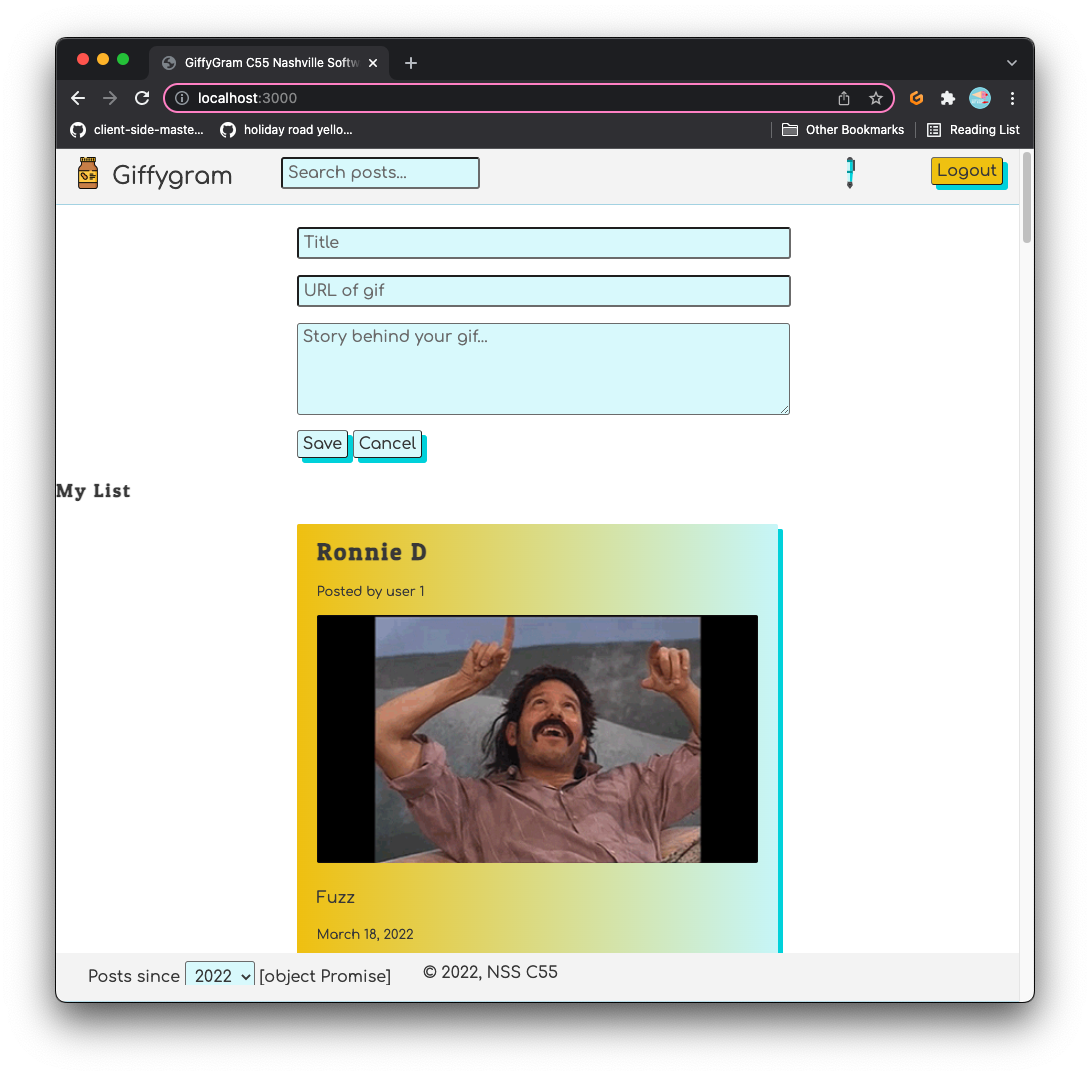 GiffyGram C55 Nashville Softw
localhost:3000
client-side-maste...
holiday road yello...
Other Bookmarks
Reading List
Giffygram
Search posts...
Logout
Title
URL of gif
Story behind your gif...
Save
Cancel
My List
Ronnie D
Posted by user 1
Fuzz
March 18, 2022
Posts since 2022 [object Promise]
© 2022, NSS C55